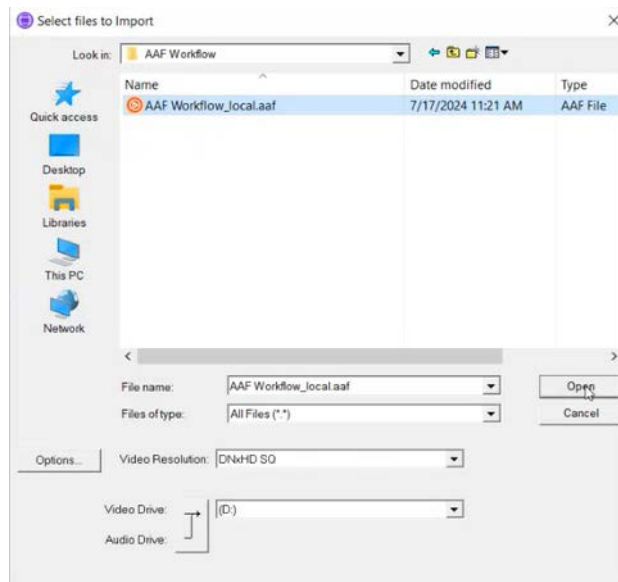 Select files to Import
Look in: AAF Workflow
Name Date modified Type
AAF Workflow_local.aaf 7/17/2024 11:21 AM AAF File
Quick access
Desktop
Libraries
This PC
Network
File name: AAF Workflow_local.aaf Open
Files of type: All Files (*.*) Cancel
Options... Video Resolution: DNxHD SQ
Video Drive: (D:)
Audio Drive: